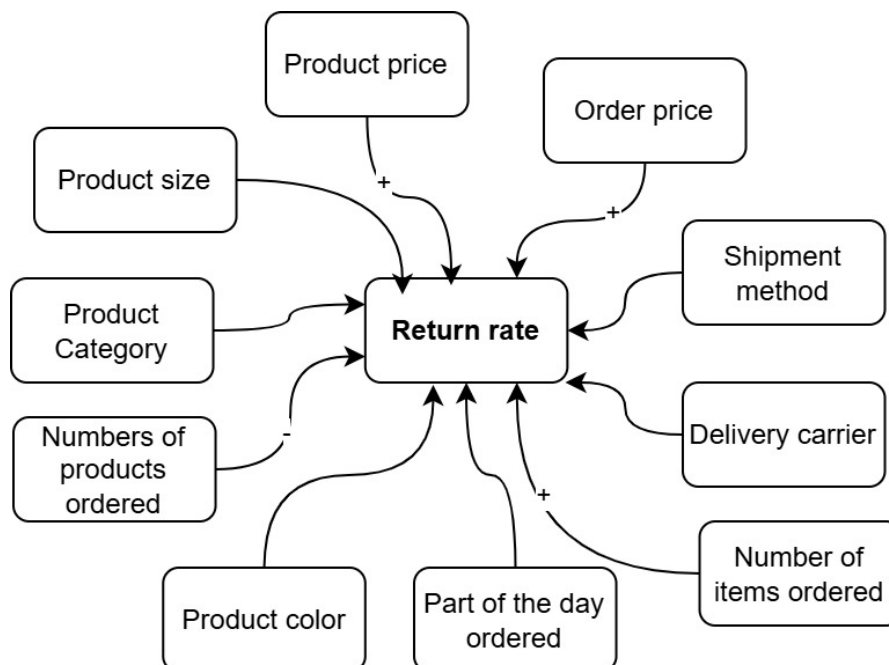 Product price
Order price
Product size
+
+
Shipment
method
Product
Category
Return rate
Numbers of
products
ordered
-
Delivery carrier
+
Number of
items ordered
Product color
Part of the day
ordered